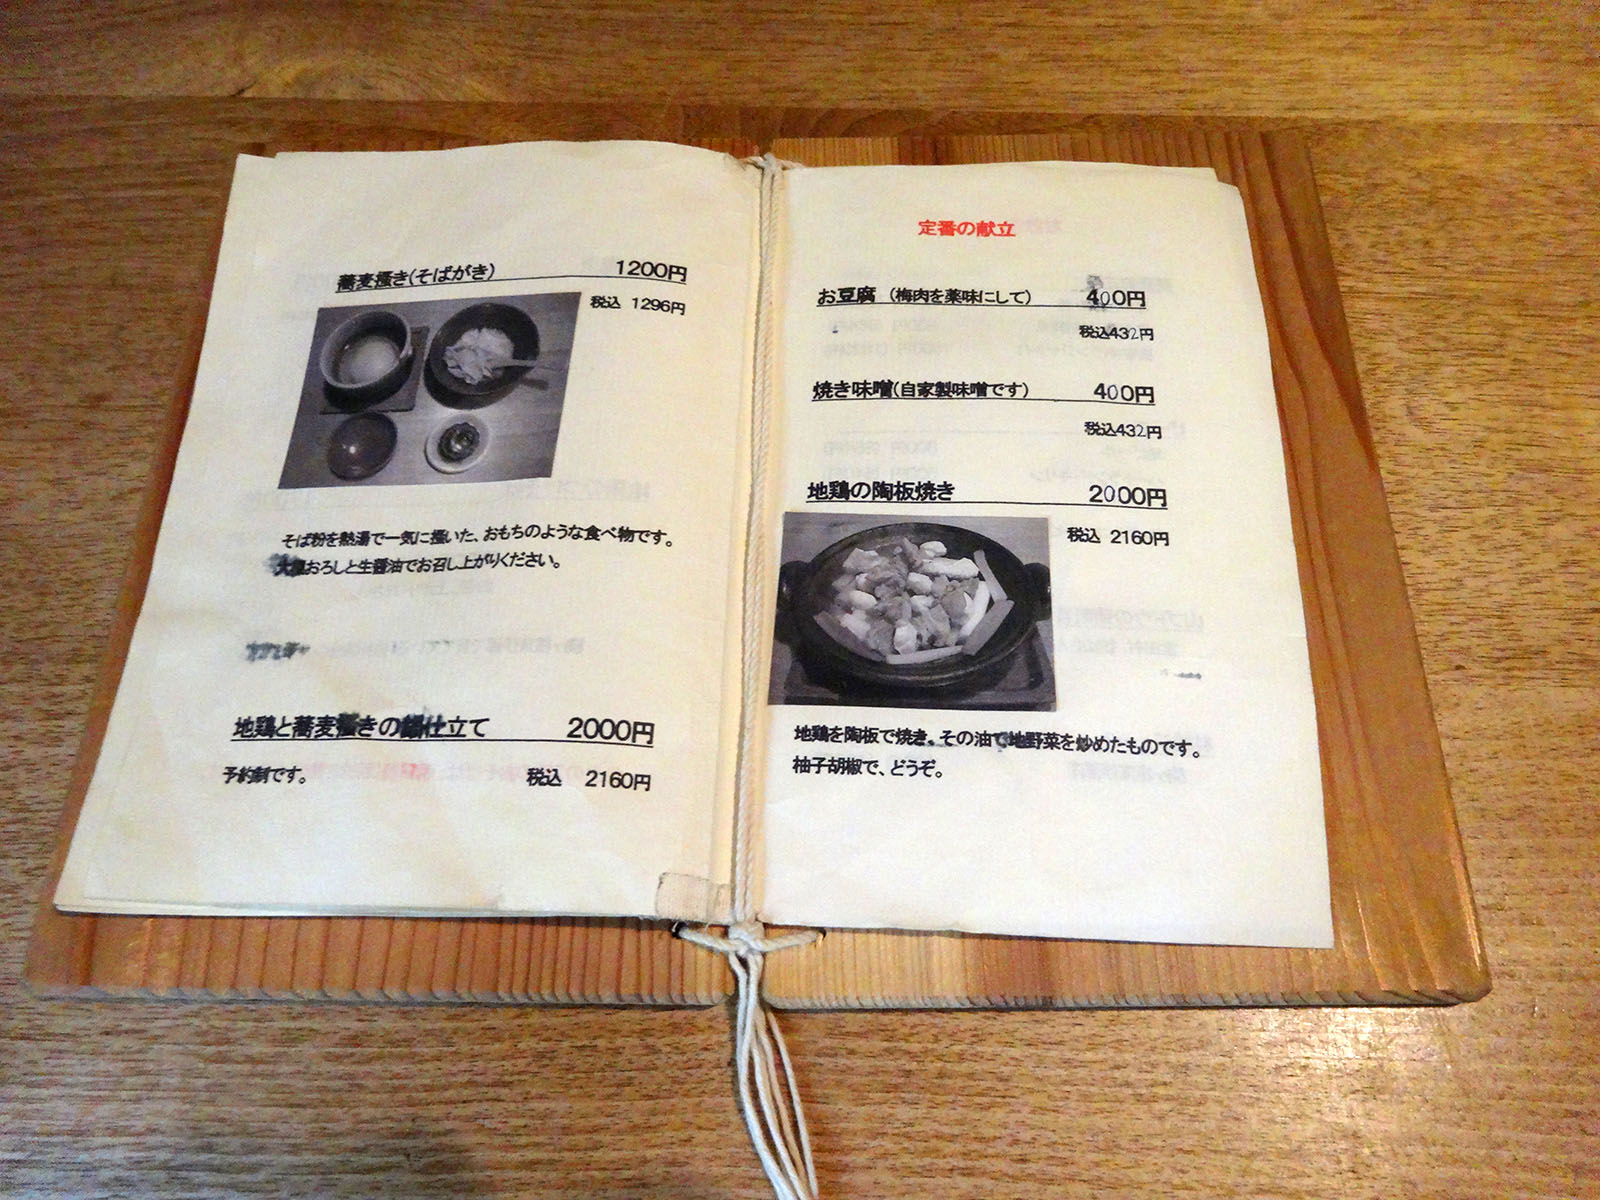 蕎麦掻き(そばがき) 1200円
税込 1296円
そば粉を熱湯で一気に掻いた、おもちのような食べ物です。
大根おろしと生醤油でお召し上がりください。
地鶏と蕎麦掻きの鍋仕立て 2000円
予約制です。 税込 2160円
定番の献立
お豆腐 (梅肉を薬味にして) 400円
税込432円
焼き味噌(自家製味噌です) 400円
税込432円
地鶏の陶板焼き 2000円
税込 2160円
地鶏を陶板で焼き、その油で地野菜を炒めたものです。
柚子胡椒で、どうぞ。